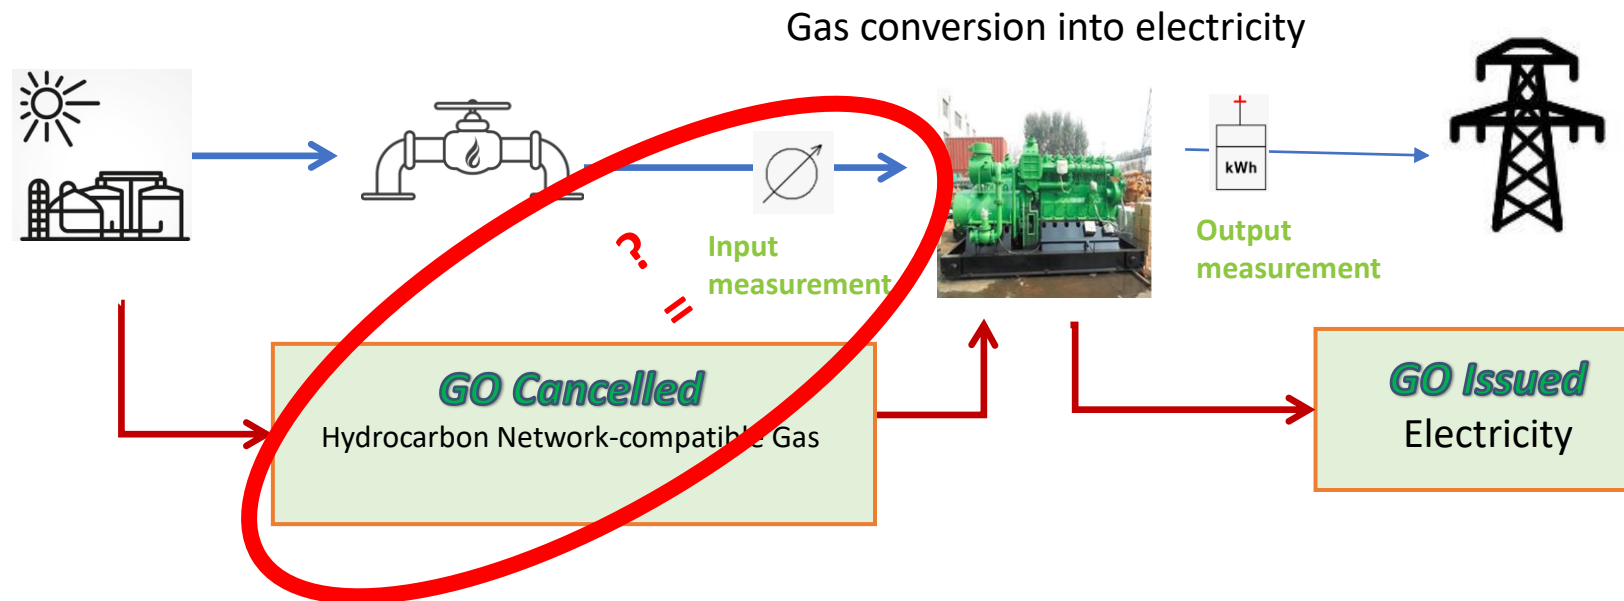 Gas conversion into electricity
kWh
Input
measurement
Output
measurement
? =
GO Cancelled
Hydrocarbon Network-compatible Gas
GO Issued
Electricity